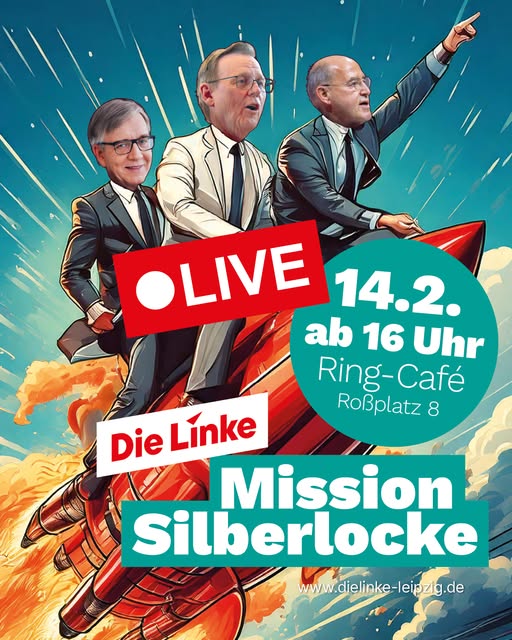 LIVE
14.2.
ab 16 Uhr
Ring-Café
Roßplatz 8
Die Linke
Mission
Silberlocke
www.dielinke-leipzig.de